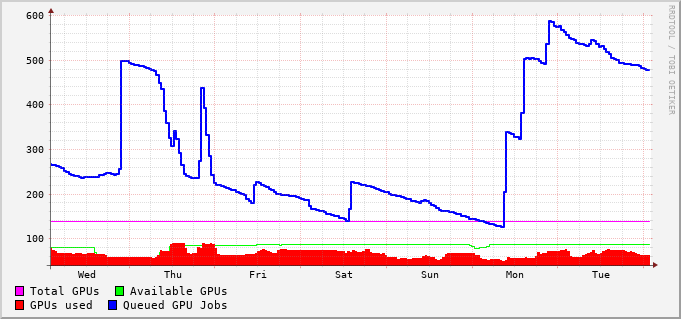 600
500
400
300
200
100
Wed Thu Fri Sat Sun Mon Tue
Total GPUs Available GPUs
GPUs used Queued GPU Jobs
RRDTOOL / TOBI OETIKER